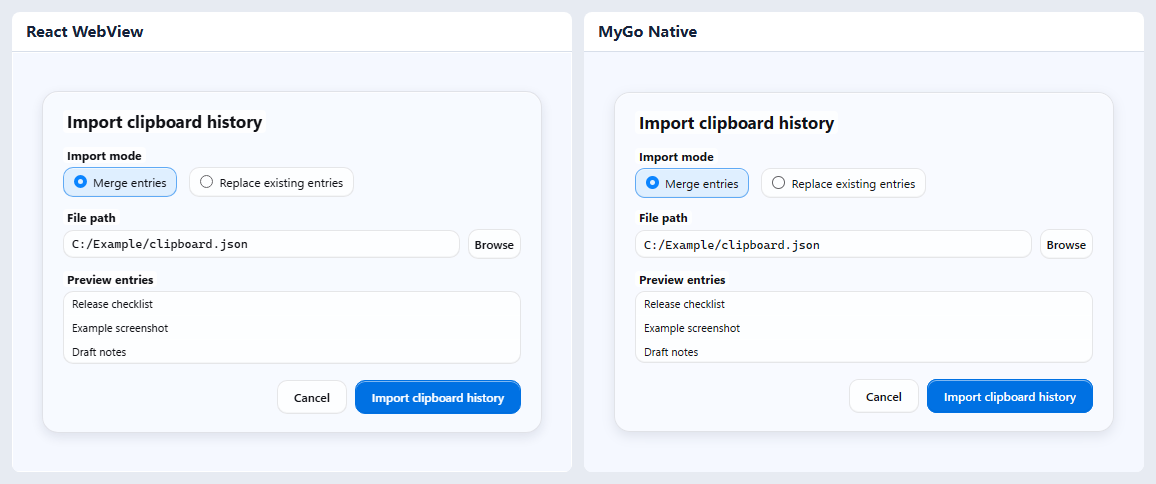 React WebView
Import clipboard history
Import mode
Merge entries
Replace existing entries
File path
C:/Example/clipboard.json
Browse
Preview entries
Release checklist
Example screenshot
Draft notes
Cancel
Import clipboard history
MyGo Native
Import clipboard history
Import mode
Merge entries
Replace existing entries
File path
C:/Example/clipboard.json
Browse
Preview entries
Release checklist
Example screenshot
Draft notes
Cancel
Import clipboard history